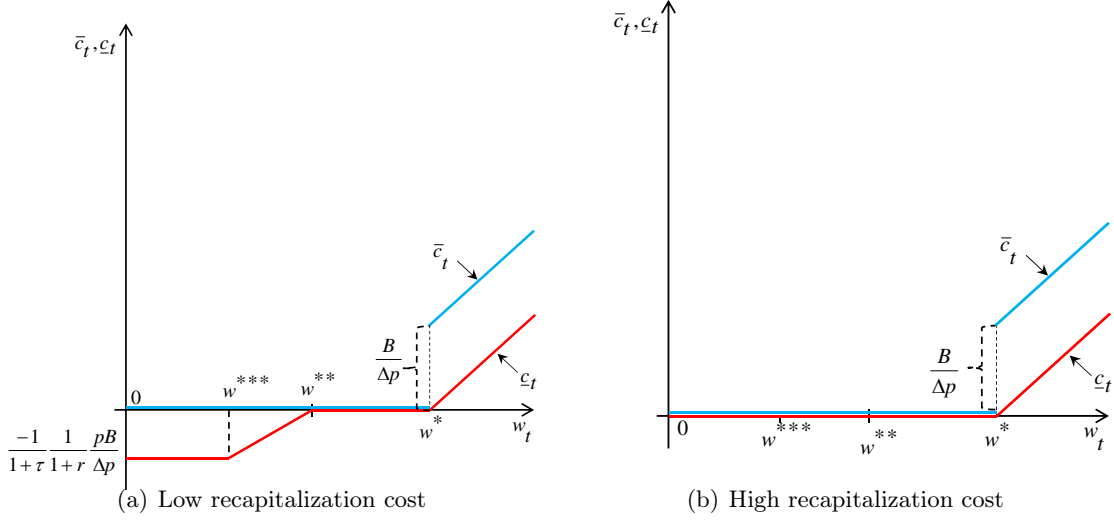 c̄_t, c̲_t
c̄_t
B/Δp
c̲_t
0
w***
w**
w*
w_t
-1/(1+τ) 1/(1+r) pB/Δp
(a) Low recapitalization cost
c̄_t, c̲_t
c̄_t
B/Δp
c̲_t
0
w***
w**
w*
w_t
(b) High recapitalization cost